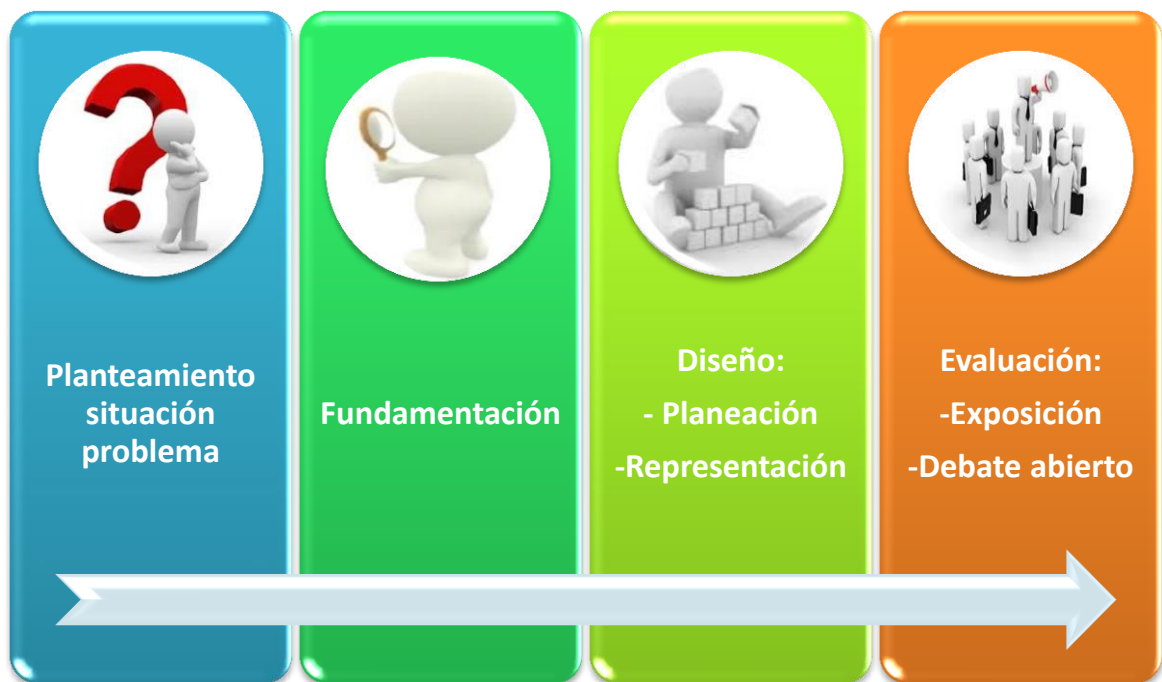 Planteamiento
situación
problema
Fundamentación
Diseño:
- Planeación
-Representación
Evaluación:
-Exposición
-Debate abierto